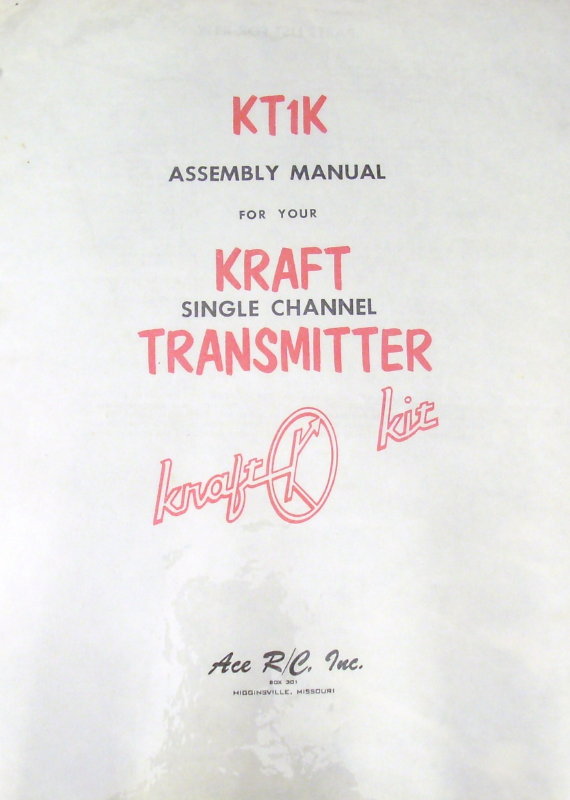 KT1K
ASSEMBLY MANUAL
FOR YOUR
KRAFT
SINGLE CHANNEL
TRANSMITTER
kit
kraft K
Ace R/C, Inc.
BOX 301
HIGGINSVILLE, MISSOURI